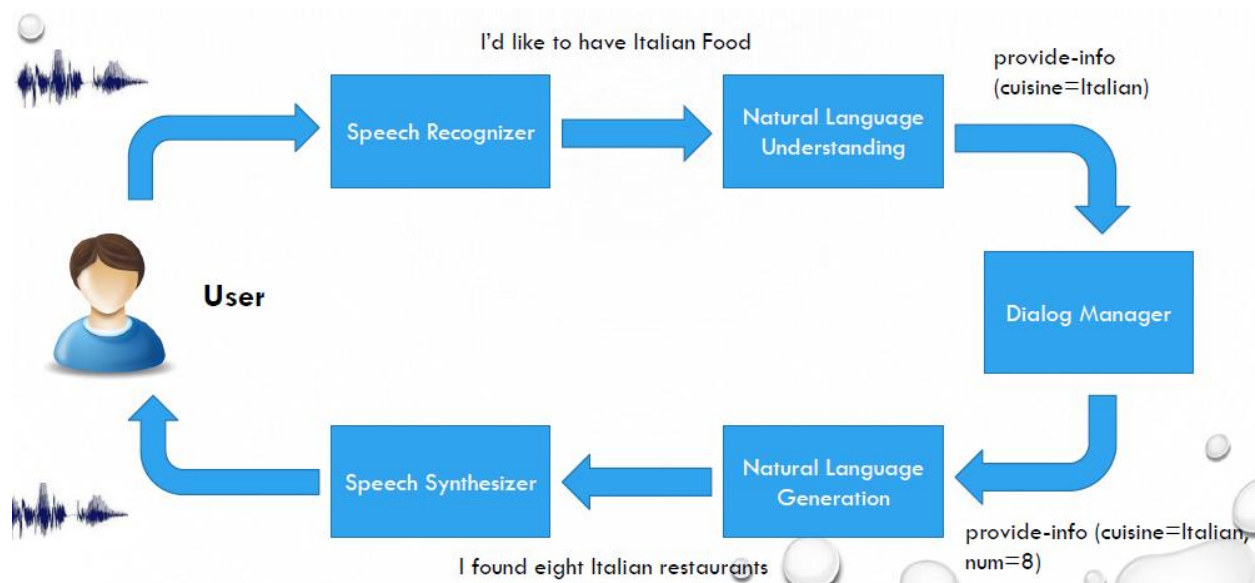 I'd like to have Italian Food
provide-info
(cuisine=Italian)
Speech Recognizer
Natural Language
Understanding
User
Dialog Manager
Speech Synthesizer
Natural Language
Generation
provide-info (cuisine=Italian,
num=8)
I found eight Italian restaurants